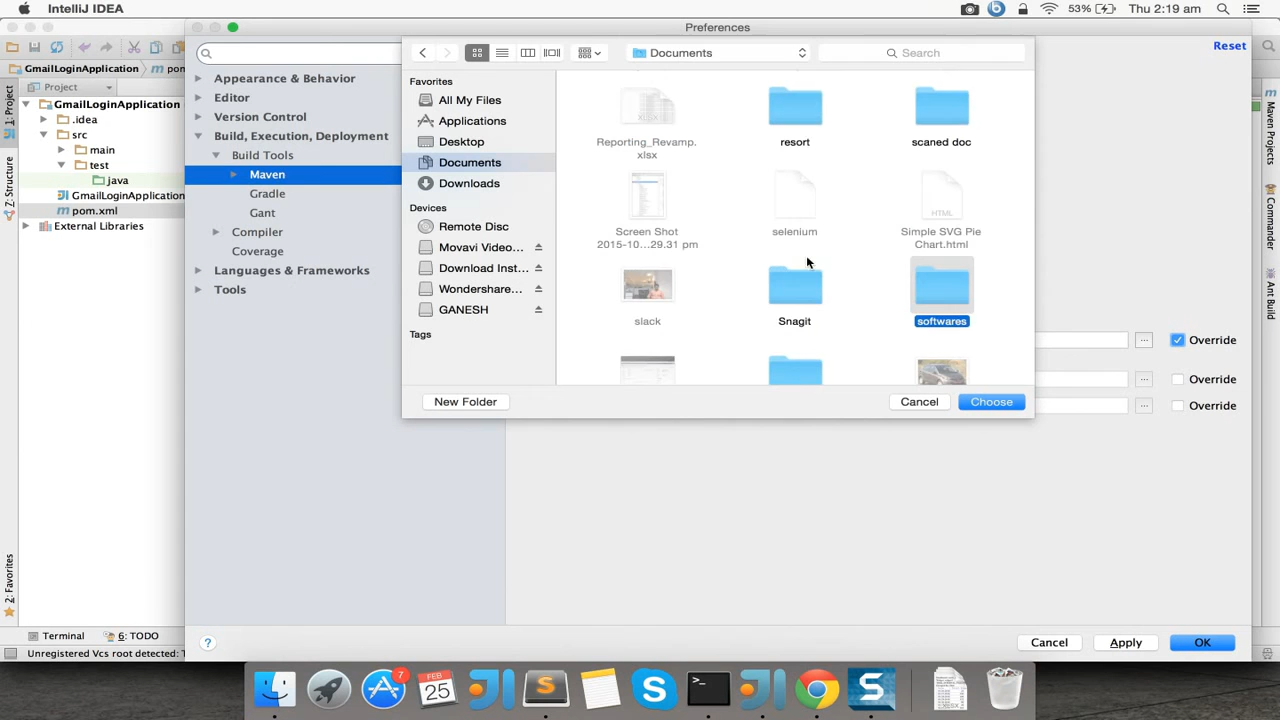 IntelliJ IDEA
53%
Thu 2:19 am
Preferences
GmailLoginApplication
Project
1: Project
Z: Structure
2: Favorites
GmailLoginApplication
.idea
src
main
test
java
GmailLoginApplication
pom.xml
External Libraries
Appearance & Behavior
Editor
Version Control
Build, Execution, Deployment
Build Tools
Maven
Gradle
Gant
Compiler
Coverage
Languages & Frameworks
Tools
Documents
Search
Favorites
All My Files
Applications
Desktop
Documents
Downloads
Devices
Remote Disc
Movavi Video...
Download Inst...
Wondershare...
GANESH
Tags
Reporting_Revamp.
xlsx
resort
scaned doc
Screen Shot
2015-10...29.31 pm
selenium
HTML
Simple SVG Pie
Chart.html
slack
Snagit
softwares
New Folder
Cancel
Choose
Reset
...
Override
...
Override
...
Override
Maven Projects
Commander
Ant Build
?
Cancel
Apply
OK
Terminal
6: TODO
Unregistered Vcs root detected:
7
FEB
25